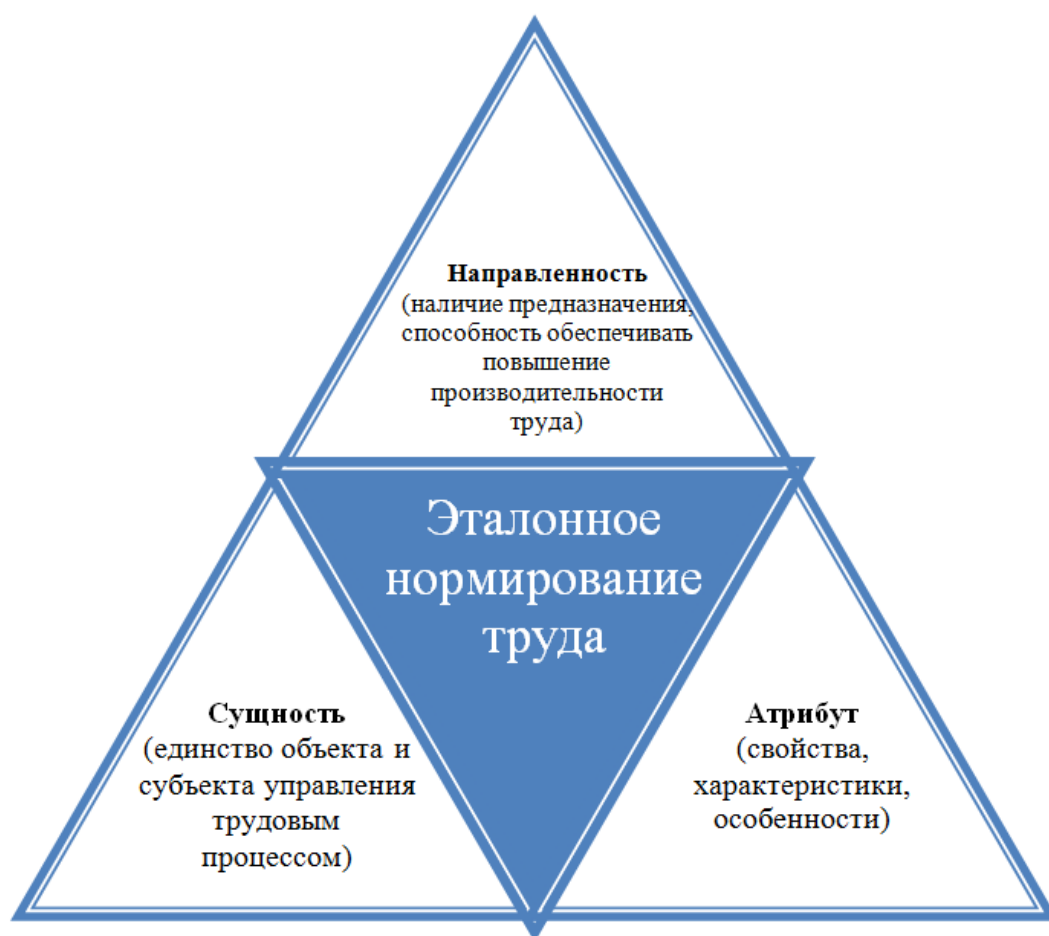 Направленность
(наличие предназначения,
способность обеспечивать
повышение
производительности
труда)
Эталонное
нормирование
труда
Сущность
(единство объекта и
субъекта управления
трудовым
процессом)
Атрибут
(свойства,
характеристики,
особенности)